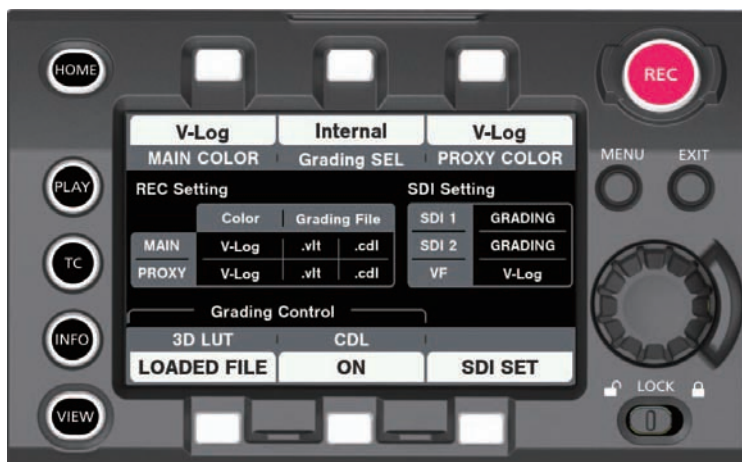 HOME
REC
V-Log Internal V-Log
MAIN COLOR Grading SEL PROXY COLOR
MENU EXIT
PLAY
REC Setting SDI Setting
Color Grading File SDI 1 GRADING
MAIN V-Log .vlt .cdl SDI 2 GRADING
PROXY V-Log .vlt .cdl VF V-Log
TC
Grading Control
INFO
3D LUT CDL
LOADED FILE ON SDI SET
LOCK
VIEW